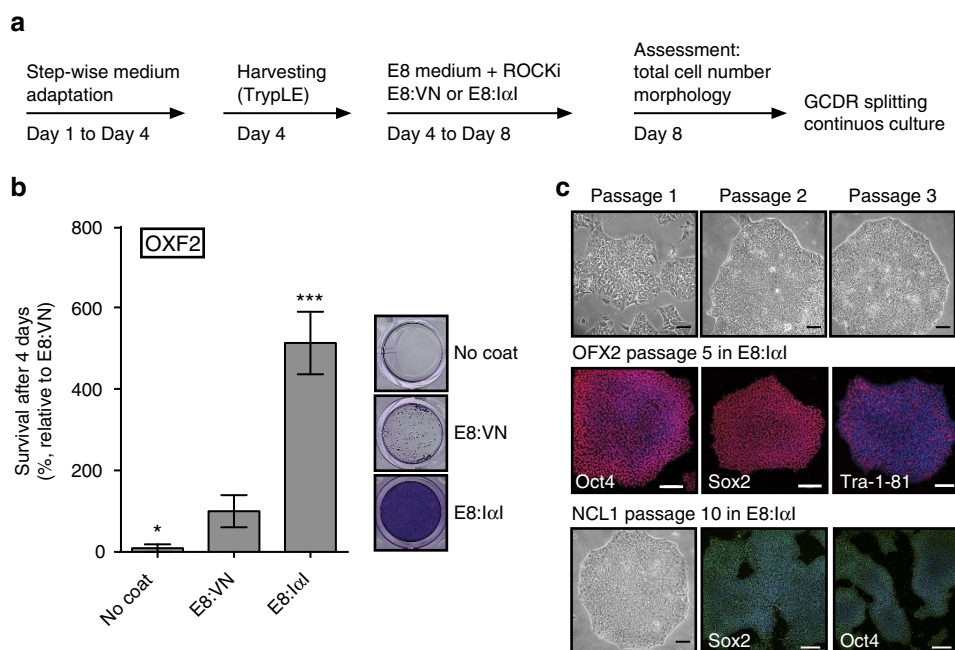 a
Step-wise medium
adaptation
Day 1 to Day 4
Harvesting
(TrypLE)
Day 4
E8 medium + ROCKi
E8:VN or E8:IαI
Day 4 to Day 8
Assessment:
total cell number
morphology
Day 8
GCDR splitting
continuos culture
b
Survival after 4 days
(%, relative to E8:VN)
800
600
400
200
0
OXF2
*
***
No coat
E8:VN
E8:IαI
No coat
E8:VN
E8:IαI
c
Passage 1
Passage 2
Passage 3
OFX2 passage 5 in E8:IαI
Oct4
Sox2
Tra-1-81
NCL1 passage 10 in E8:IαI
Sox2
Oct4